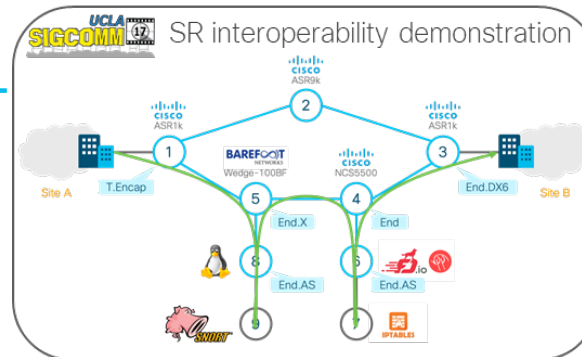 UCLA
SIGCOMM 17
SR interoperability demonstration
CISCO
ASR9k
2
CISCO
ASR1k
CISCO
ASR1k
1
3
BAREFOOT
NETWORKS
Wedge-100BF
CISCO
NCS5500
Site A
T.Encap
End.DX6
Site B
5
4
End.X
End
8
6
.io
End.AS
End.AS
SNORT
9
7
IPTABLES